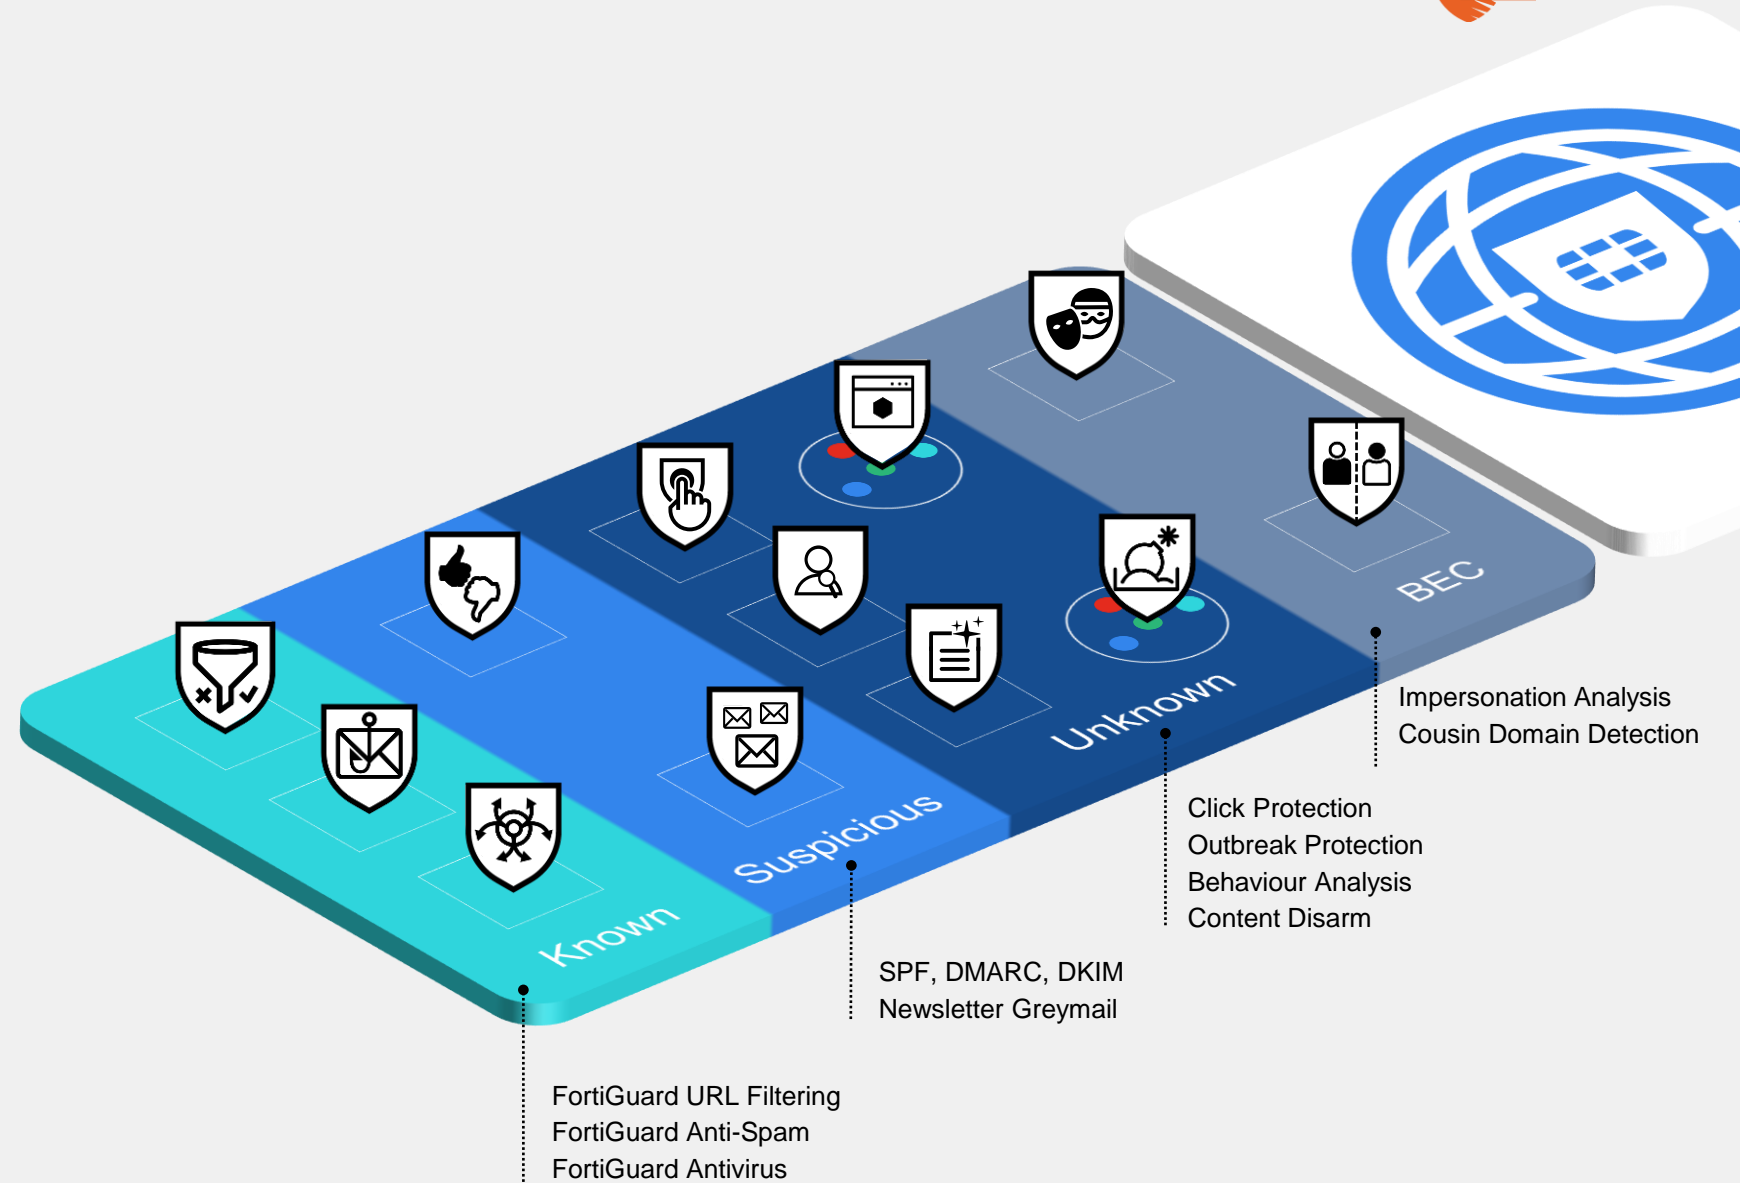 BEC
Impersonation Analysis
Cousin Domain Detection
Unknown
Click Protection
Outbreak Protection
Behaviour Analysis
Content Disarm
Suspicious
SPF, DMARC, DKIM
Newsletter Greymail
Known
FortiGuard URL Filtering
FortiGuard Anti-Spam
FortiGuard Antivirus